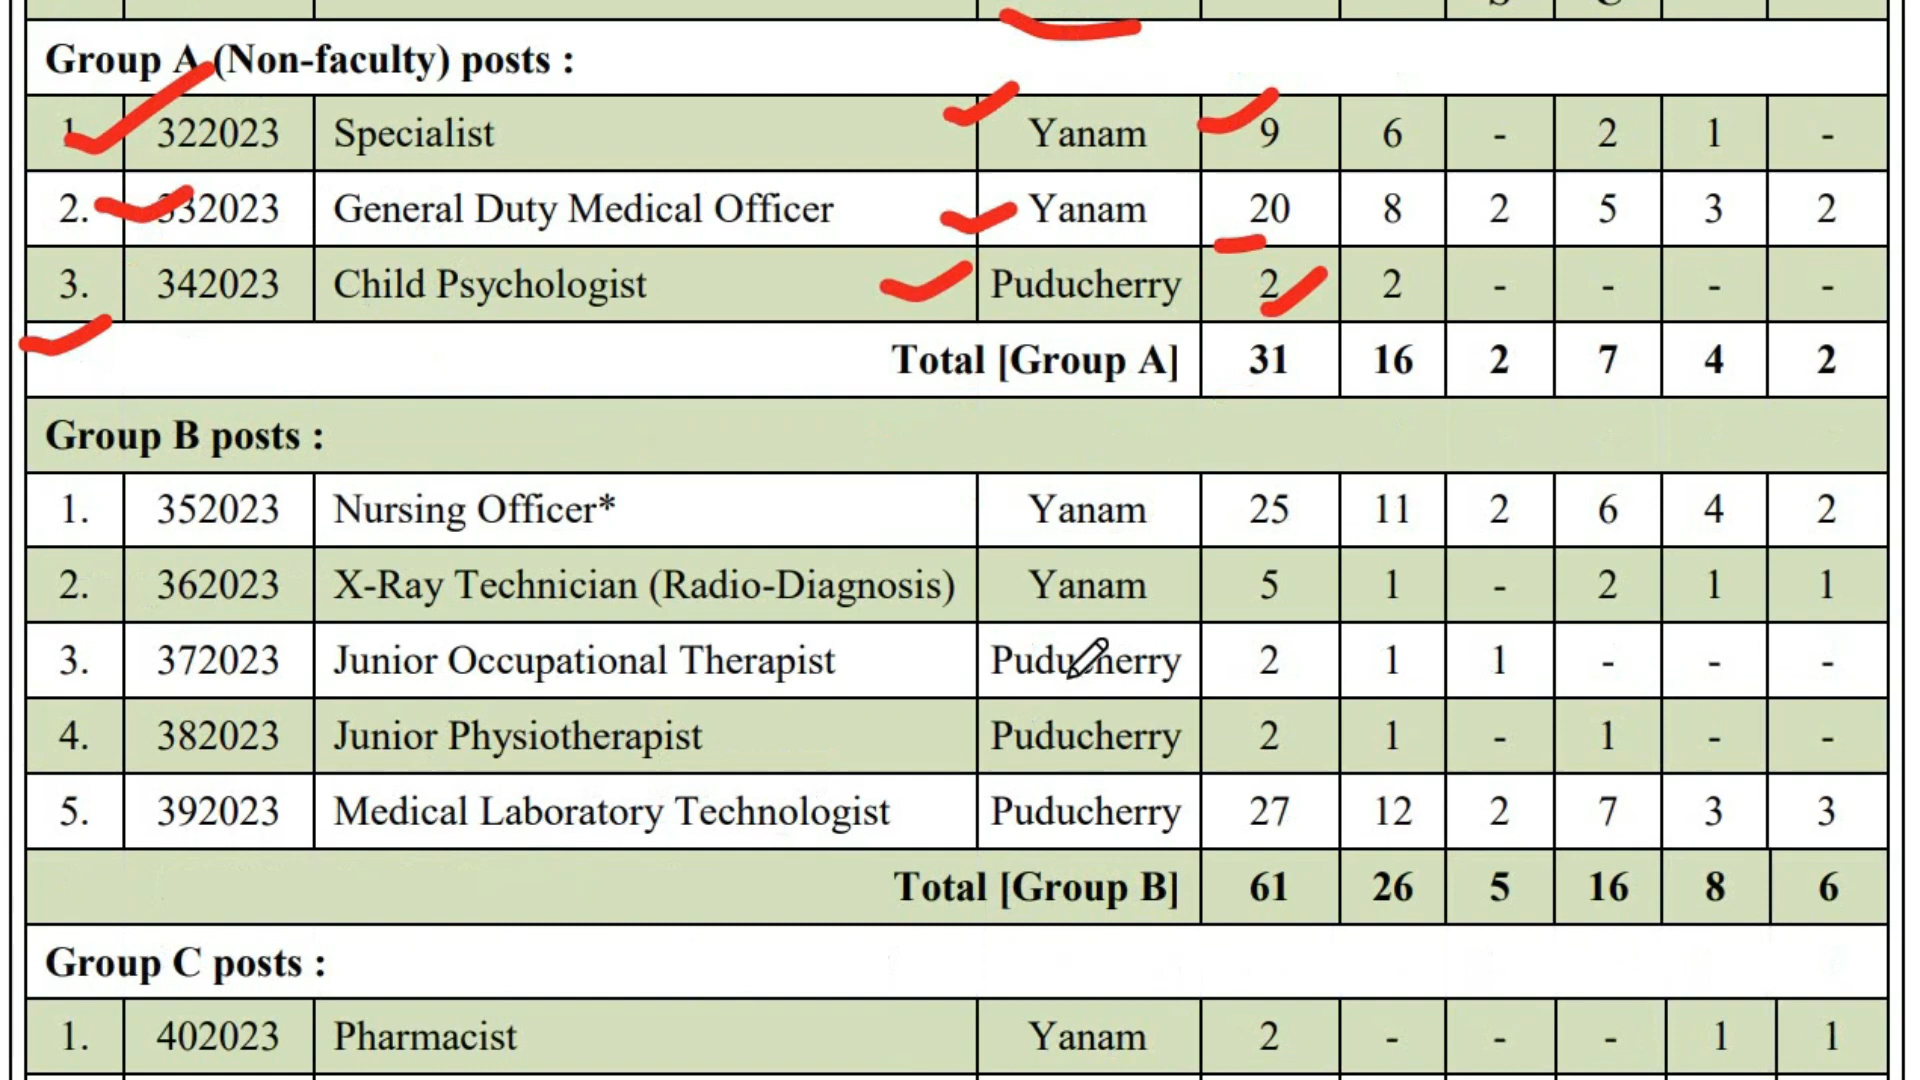 Group A (Non-faculty) posts :
1. 322023 Specialist Yanam 9 6 - 2 1 -
2. 332023 General Duty Medical Officer Yanam 20 8 2 5 3 2
3. 342023 Child Psychologist Puducherry 2 2 - - - -
Total [Group A] 31 16 2 7 4 2
Group B posts :
1. 352023 Nursing Officer* Yanam 25 11 2 6 4 2
2. 362023 X-Ray Technician (Radio-Diagnosis) Yanam 5 1 - 2 1 1
3. 372023 Junior Occupational Therapist Puducherry 2 1 1 - - -
4. 382023 Junior Physiotherapist Puducherry 2 1 - 1 - -
5. 392023 Medical Laboratory Technologist Puducherry 27 12 2 7 3 3
Total [Group B] 61 26 5 16 8 6
Group C posts :
1. 402023 Pharmacist Yanam 2 - - - 1 1